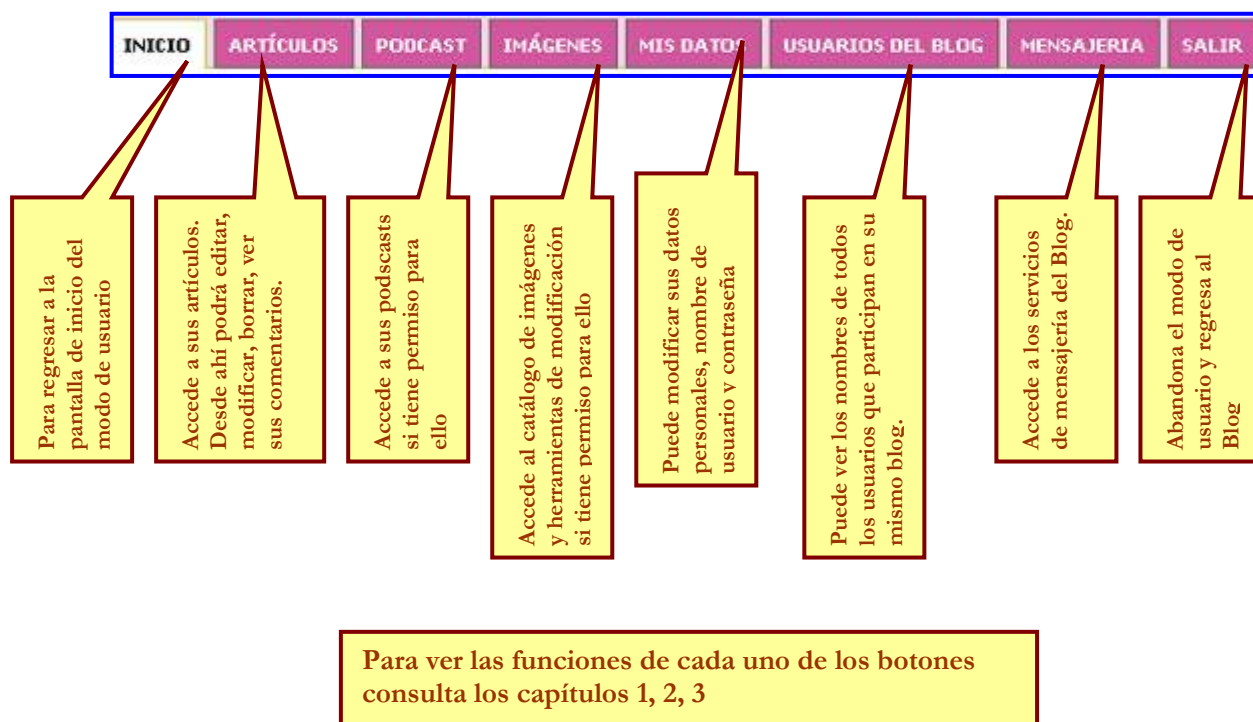 INICIO
ARTÍCULOS
PODCAST
IMÁGENES
MIS DATOS
USUARIOS DEL BLOG
MENSAJERIA
SALIR
Para regresar a la
pantalla de inicio del
modo de usuario
Accede a sus artículos.
Desde ahí podrá editar,
modificar, borrar, ver
sus comentarios.
Accede a sus podscasts
si tiene permiso para
ello
Accede al catálogo de imágenes
y herramientas de modificación
si tiene permiso para ello
Puede modificar sus datos
personales, nombre de
usuario y contraseña
Puede ver los nombres de todos
los usuarios que participan en su
mismo blog.
Accede a los servicios
de mensajería del Blog.
Abandona el modo de
usuario y regresa al
Blog
Para ver las funciones de cada uno de los botones
consulta los capítulos 1, 2, 3